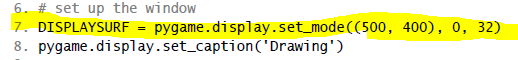 6. # set up the window
7. DISPLAYSURF = pygame.display.set_mode((500, 400), 0, 32)
8. pygame.display.set_caption('Drawing')